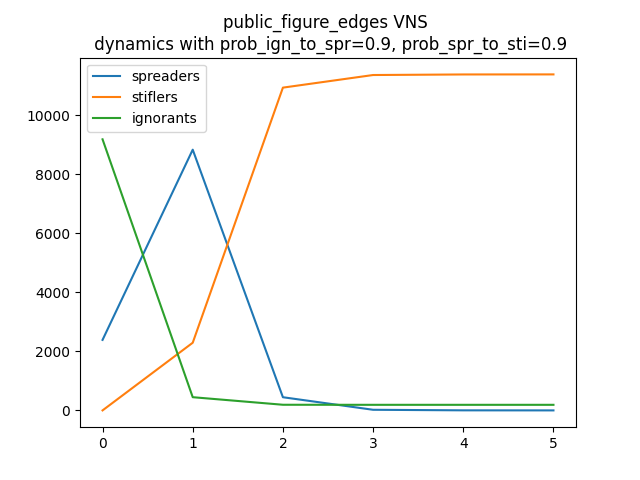 public_figure_edges VNS
dynamics with prob_ign_to_spr=0.9, prob_spr_to_sti=0.9
spreaders
stiflers
ignorants
10000
8000
6000
4000
2000
0
0 1 2 3 4 5